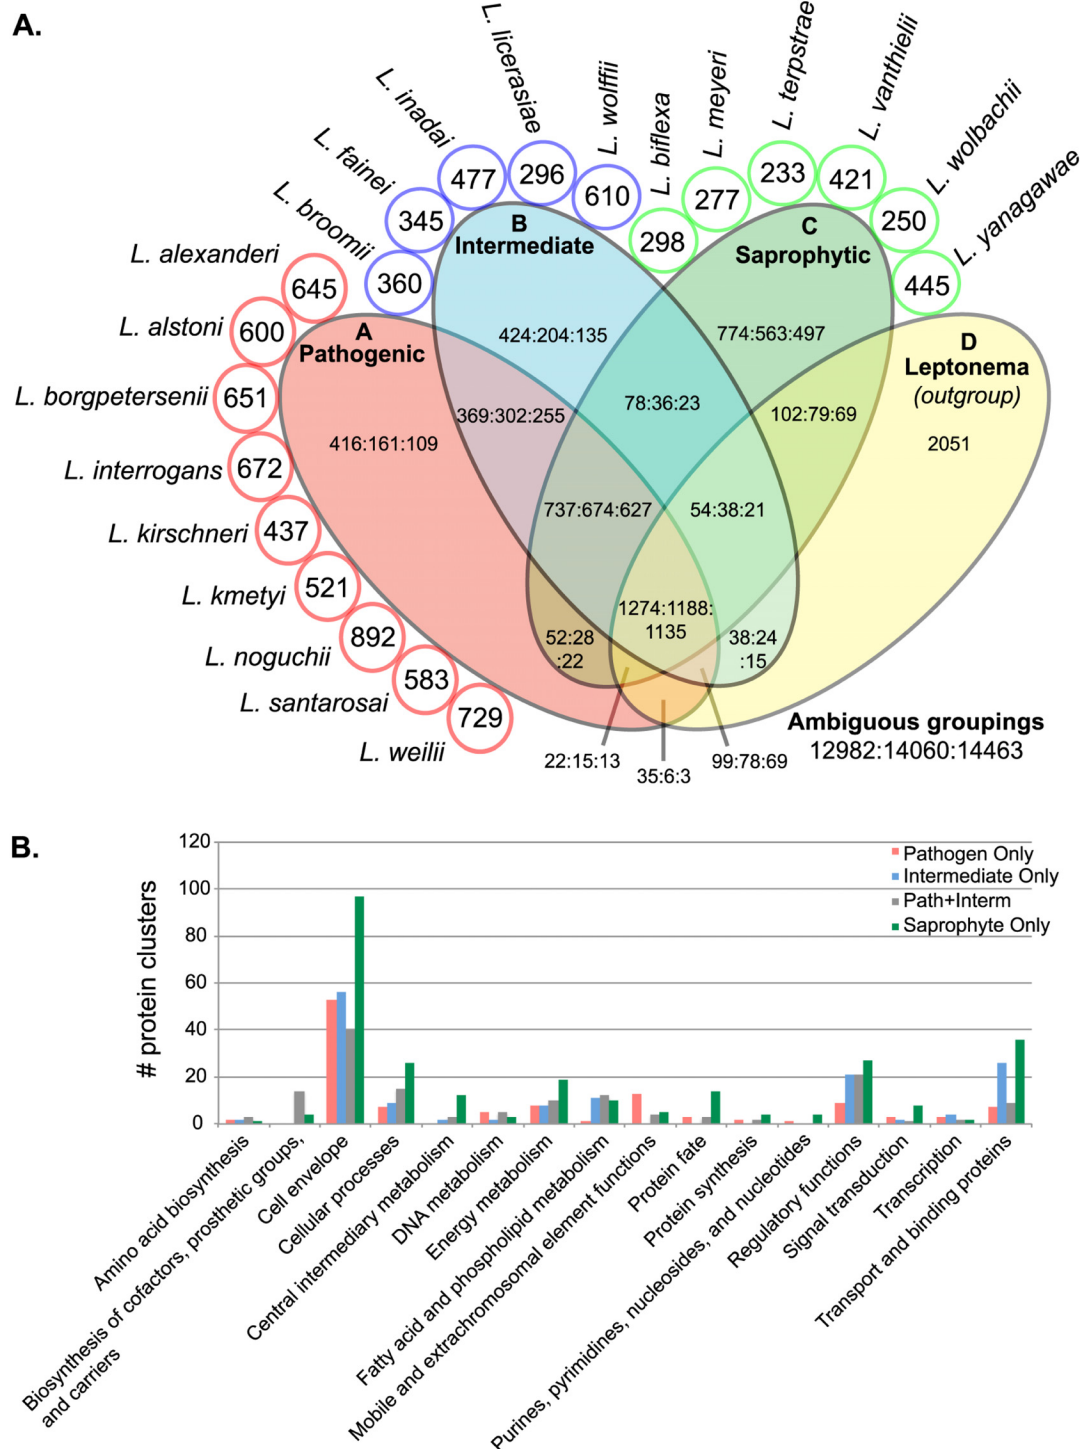 A.
L. alexanderi
L. alstoni
L. borgpetersenii
L. interrogans
L. kirschneri
L. kmetyi
L. noguchii
L. santarosai
L. weilii
L. broomii
L. fainei
L. inadai
L. licerasiae
L. wolffii
L. biflexa
L. meyeri
L. terpstrae
L. vanthielii
L. wolbachii
L. yanagawae
645
600
651
672
437
521
892
583
729
360
345
477
296
610
298
277
233
421
250
445
A
Pathogenic
416:161:109
B
Intermediate
424:204:135
C
Saprophytic
774:563:497
D
Leptonema
(outgroup)
2051
369:302:255
78:36:23
102:79:69
737:674:627
54:38:21
1274:1188:
1135
52:28
:22
38:24
:15
22:15:13
35:6:3
99:78:69
Ambiguous groupings
12982:14060:14463
B.
# protein clusters
120
100
80
60
40
20
0
Pathogen Only
Intermediate Only
Path+Interm
Saprophyte Only
Amino acid biosynthesis
Biosynthesis of cofactors, prosthetic groups,
and carriers
Cell envelope
Cellular processes
Central intermediary metabolism
DNA metabolism
Energy metabolism
Fatty acid and phospholipid metabolism
Mobile and extrachromosomal element functions
Protein fate
Protein synthesis
Purines, pyrimidines, nucleosides, and nucleotides
Regulatory functions
Signal transduction
Transcription
Transport and binding proteins